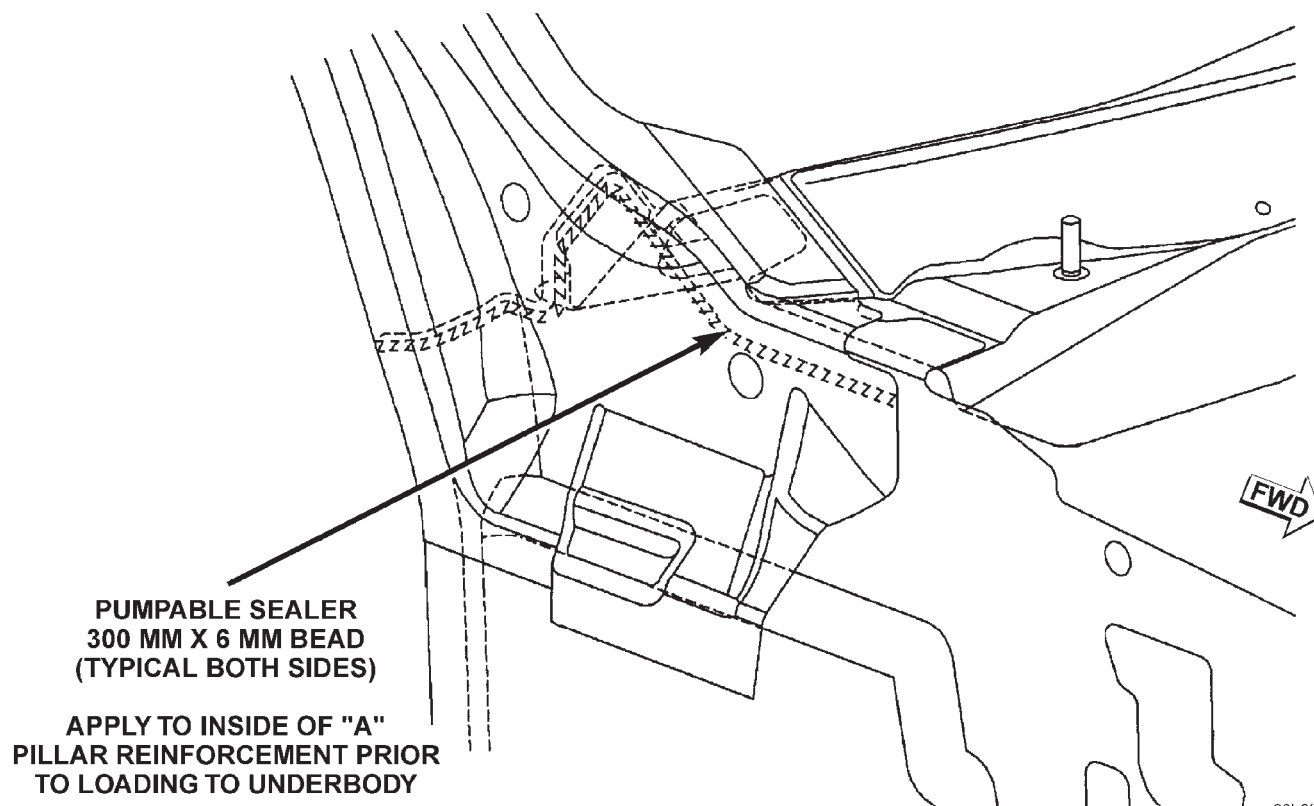 FWD
PUMPABLE SEALER
300 MM X 6 MM BEAD
(TYPICAL BOTH SIDES)
APPLY TO INSIDE OF "A"
PILLAR REINFORCEMENT PRIOR
TO LOADING TO UNDERBODY